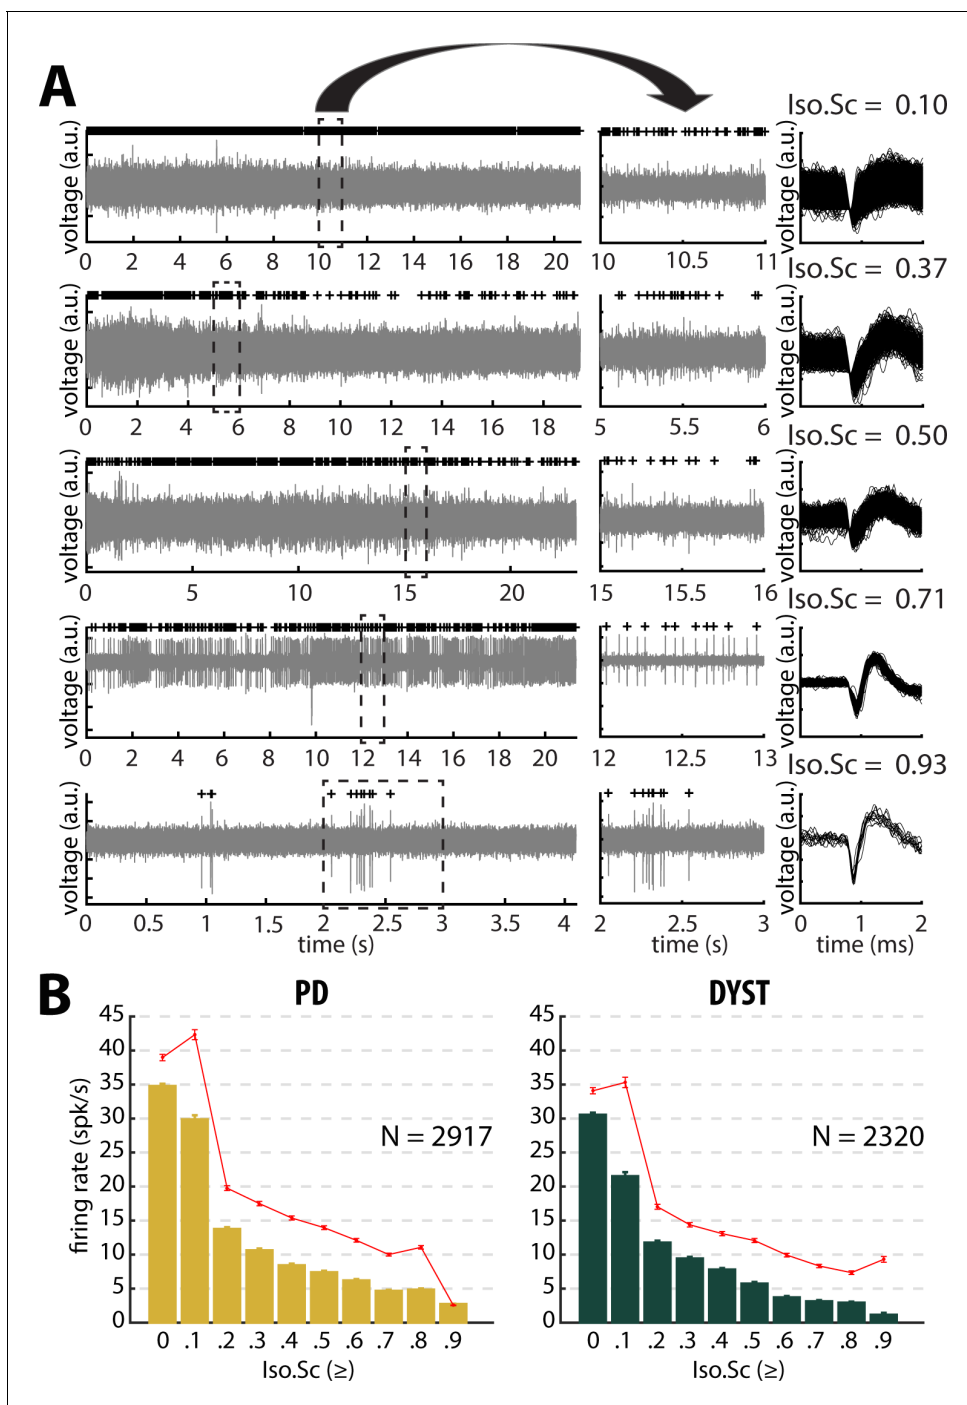 A
Iso.Sc = 0.10
voltage (a.u.)
voltage (a.u.)
0 2 4 6 8 10 12 14 16 18 20
10 10.5 11
Iso.Sc = 0.37
voltage (a.u.)
voltage (a.u.)
0 2 4 6 8 10 12 14 16 18
5 5.5 6
Iso.Sc = 0.50
voltage (a.u.)
voltage (a.u.)
0 5 10 15 20
15 15.5 16
Iso.Sc = 0.71
voltage (a.u.)
voltage (a.u.)
0 2 4 6 8 10 12 14 16 18 20
12 12.5 13
Iso.Sc = 0.93
voltage (a.u.)
voltage (a.u.)
0 0.5 1 1.5 2 2.5 3 3.5 4
2 2.5 3
0 1 2
time (s)
time (s)
time (ms)
B
PD
firing rate (spk/s)
45
40
35
30
25
20
15
10
5
0
N = 2917
0 .1 .2 .3 .4 .5 .6 .7 .8 .9
Iso.Sc (≥)
DYST
45
40
35
30
25
20
15
10
5
0
N = 2320
0 .1 .2 .3 .4 .5 .6 .7 .8 .9
Iso.Sc (≥)